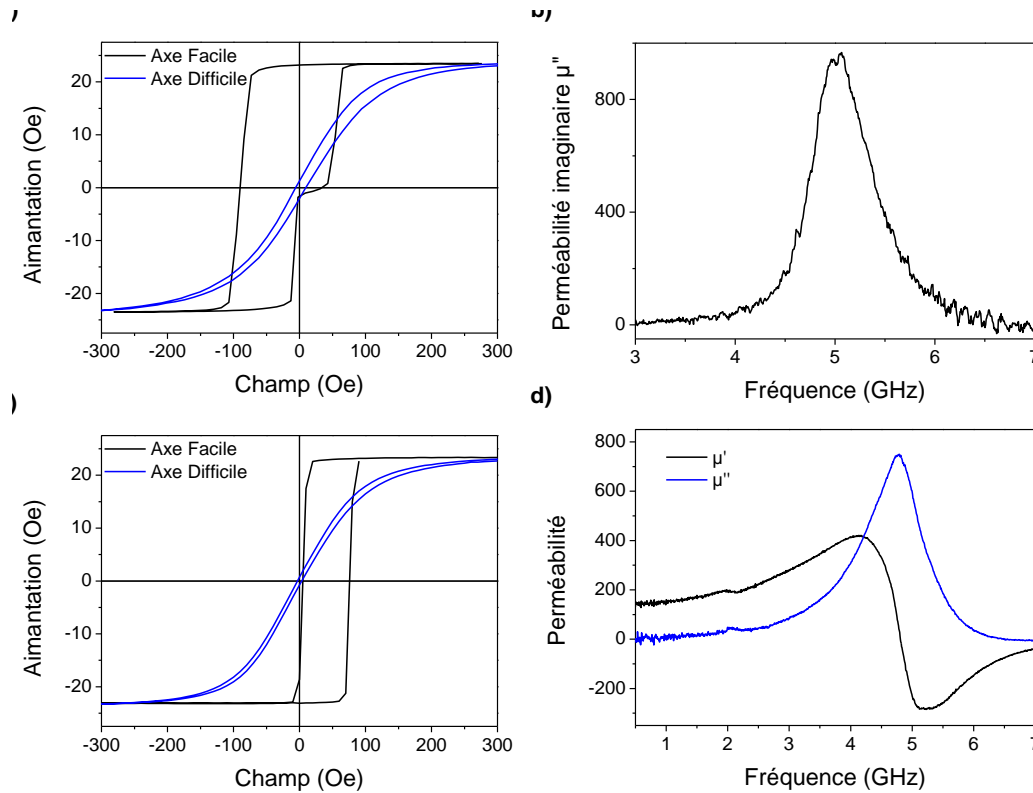 )
Axe Facile
Axe Difficile
20
10
0
-10
-20
Aimantation (Oe)
-300 -200 -100 0 100 200 300
Champ (Oe)
b)
800
400
0
Perméabilité imaginaire µ"
3 4 5 6 7
Fréquence (GHz)
)
Axe Facile
Axe Difficile
20
10
0
-10
-20
Aimantation (Oe)
-300 -200 -100 0 100 200 300
Champ (Oe)
d)
µ'
µ''
800
600
400
200
0
-200
Perméabilité
1 2 3 4 5 6 7
Fréquence (GHz)